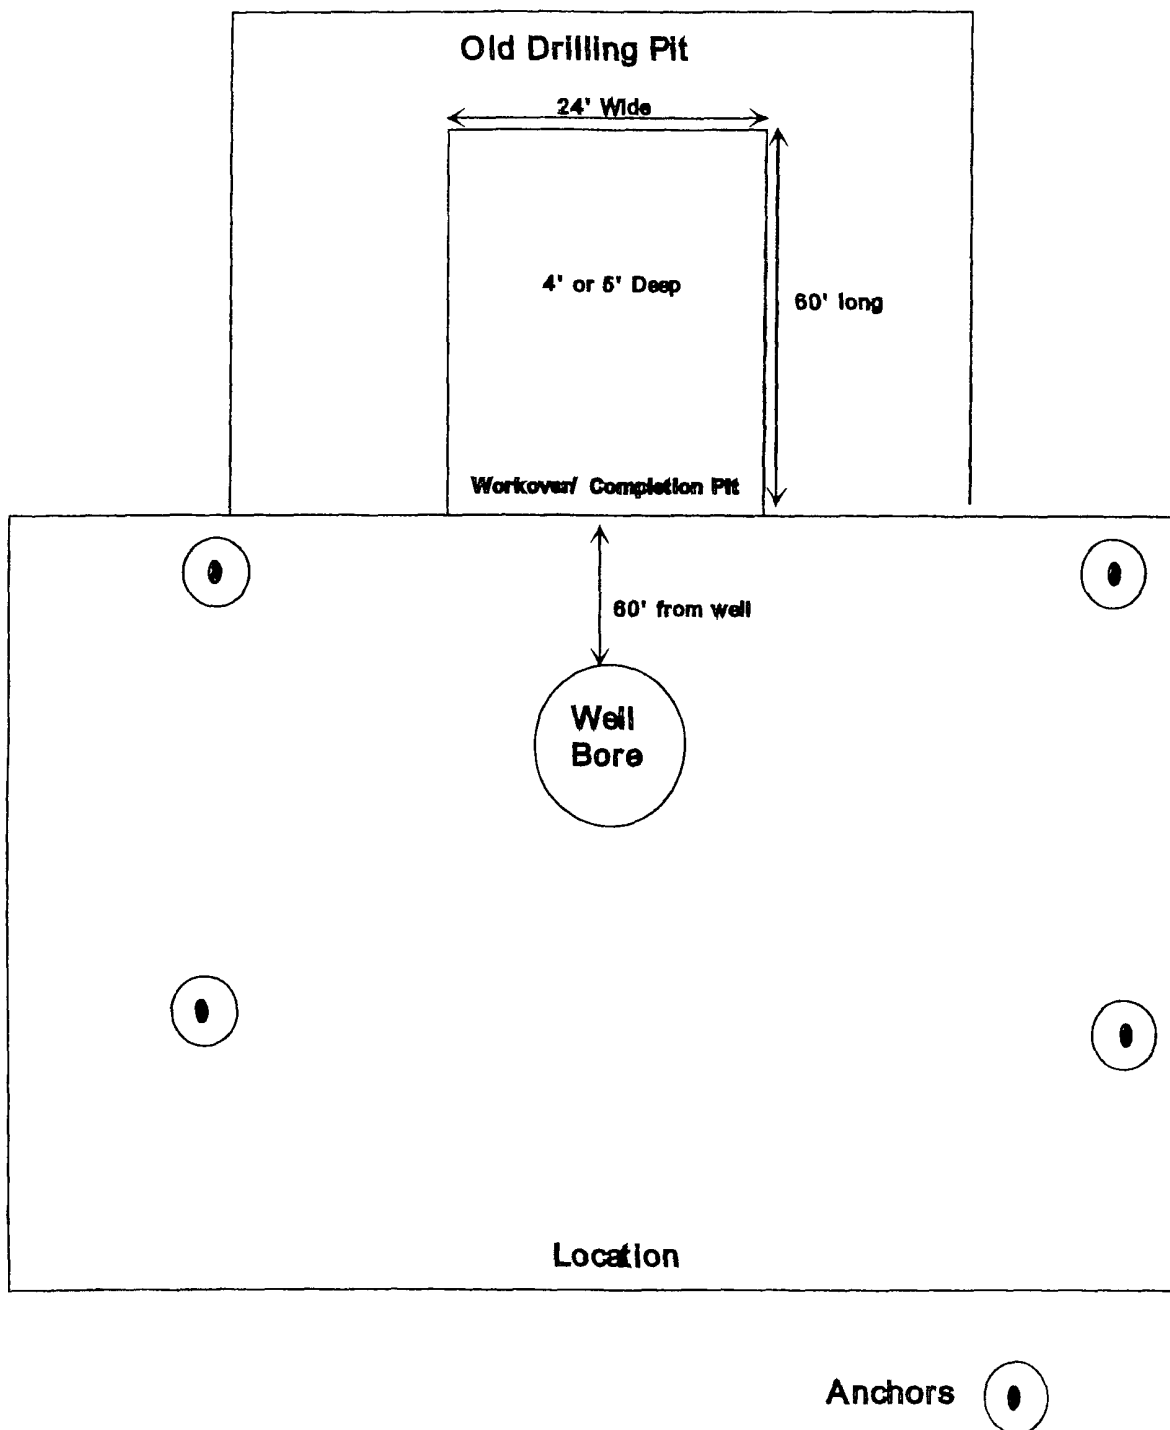 Old Drilling Pit
24' Wide
4' or 5' Deep
60' long
Workover/ Completion Pit
60' from well
Well
Bore
Location
Anchors